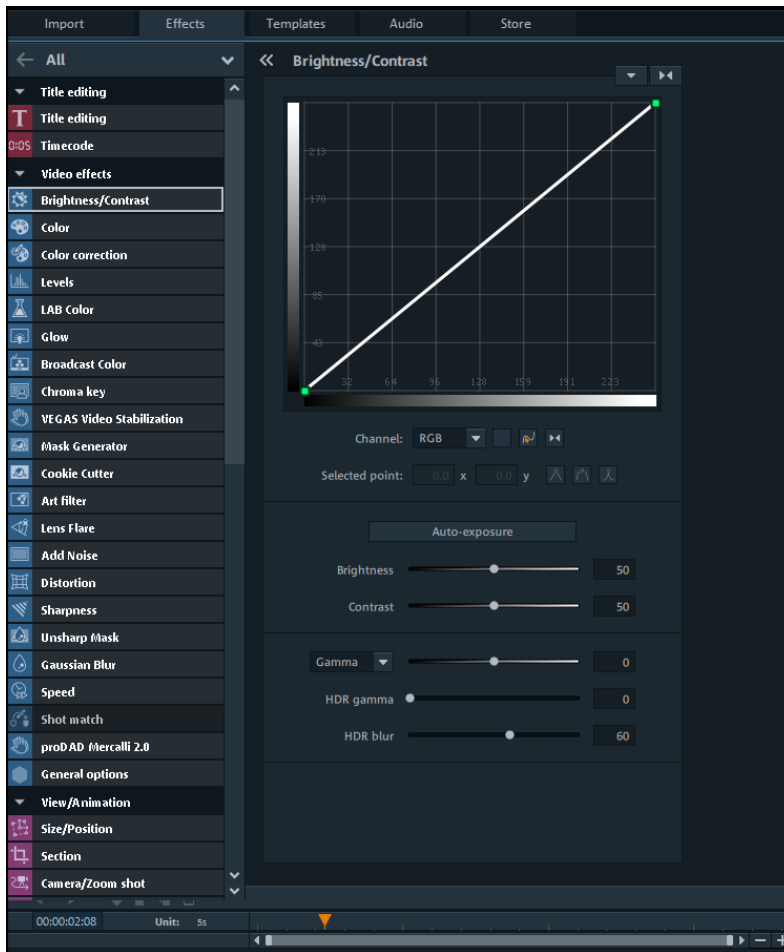 Import Effects Templates Audio Store
All
Brightness/Contrast
Title editing
T Title editing
0:05 Timecode
Video effects
Brightness/Contrast
Color
Color correction
Levels
LAB Color
Glow
Broadcast Color
Chroma key
VEGAS Video Stabilization
Mask Generator
Cookie Cutter
Art filter
Lens Flare
Add Noise
Distortion
Sharpness
Unsharp Mask
Gaussian Blur
Speed
Shot match
proDAD Mercalli 2.0
General options
View/Animation
Size/Position
Section
Camera/Zoom shot
213
170
128
85
43
32 64 96 128 159 191 223
Channel: RGB
Selected point: 0.0 x 0.0 y
Auto-exposure
Brightness 50
Contrast 50
Gamma 0
HDR gamma 0
HDR blur 60
00:00:02:08 Unit: 5s